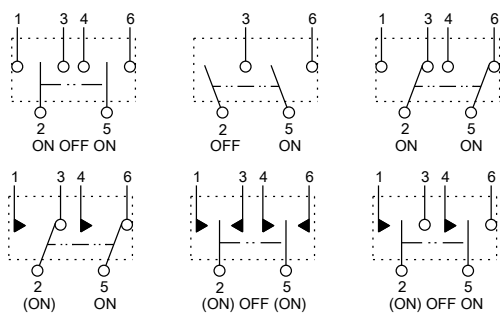 1 3 4 6
2 5
ON OFF ON
3 6
2 5
OFF ON
1 3 4 6
2 5
ON ON
1 3 4 6
2 5
(ON) ON
1 3 4 6
2 5
(ON) OFF (ON)
1 3 4 6
2 5
(ON) OFF ON